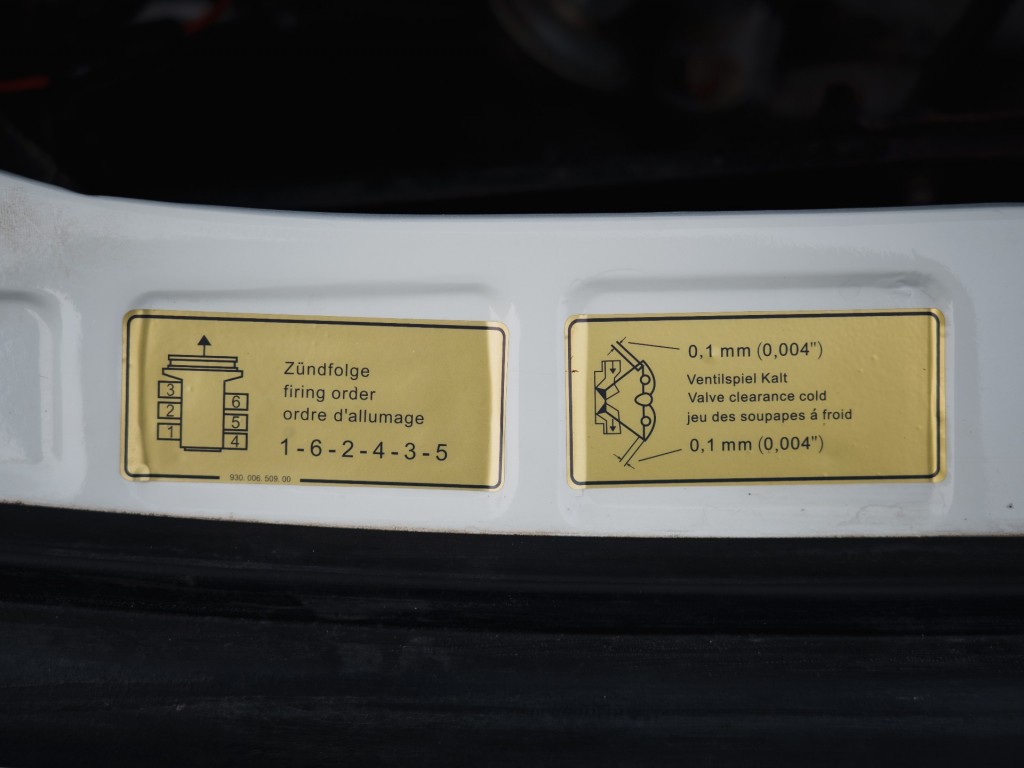 3
2
1
6
5
4
Zündfolge
firing order
ordre d'allumage
1-6-2-4-3-5
930. 006. 509. 00
0,1 mm (0,004")
Ventilspiel Kalt
Valve clearance cold
jeu des soupapes á froid
0,1 mm (0,004")